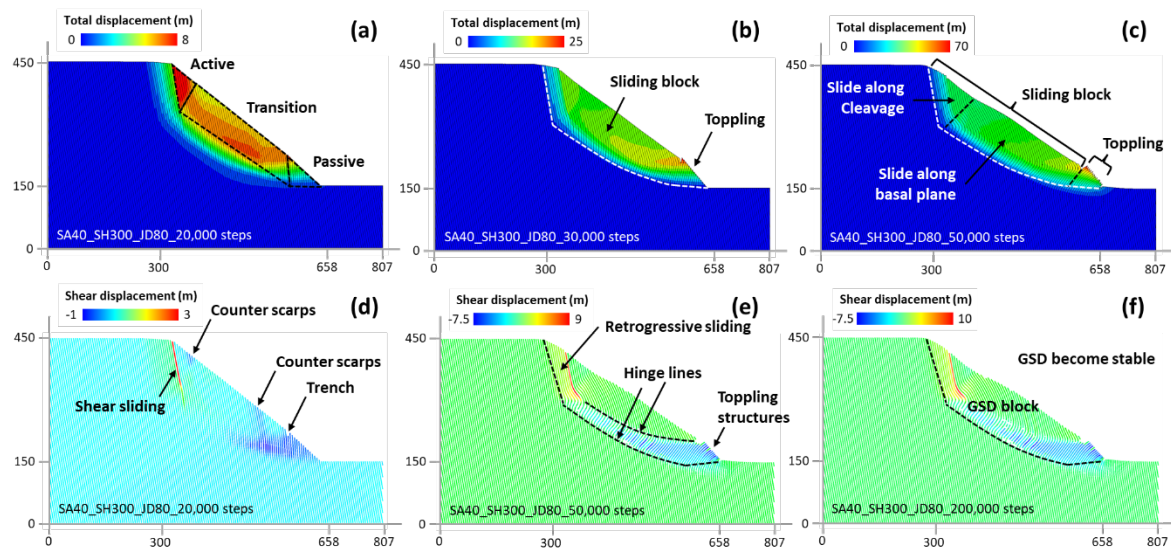 Total displacement (m)
0 8
(a)
Active
Transition
Passive
450
150
0
SA40_SH300_JD80_20,000 steps
0 300 658 807
Total displacement (m)
0 25
(b)
Sliding block
Toppling
450
150
0
SA40_SH300_JD80_30,000 steps
0 300 658 807
Total displacement (m)
0 70
(c)
Slide along
Cleavage
Sliding block
Toppling
Slide along
basal plane
450
150
0
SA40_SH300_JD80_50,000 steps
0 300 658 807
Shear displacement (m)
-1 3
(d)
Counter scarps
Counter scarps
Trench
Shear sliding
450
150
0
SA40_SH300_JD80_20,000 steps
0 300 658 807
Shear displacement (m)
-7.5 9
(e)
Retrogressive sliding
Hinge lines
Toppling
structures
450
150
0
SA40_SH300_JD80_50,000 steps
0 300 658 807
Shear displacement (m)
-7.5 10
(f)
GSD become stable
GSD block
450
150
0
SA40_SH300_JD80_200,000 steps
0 300 658 807